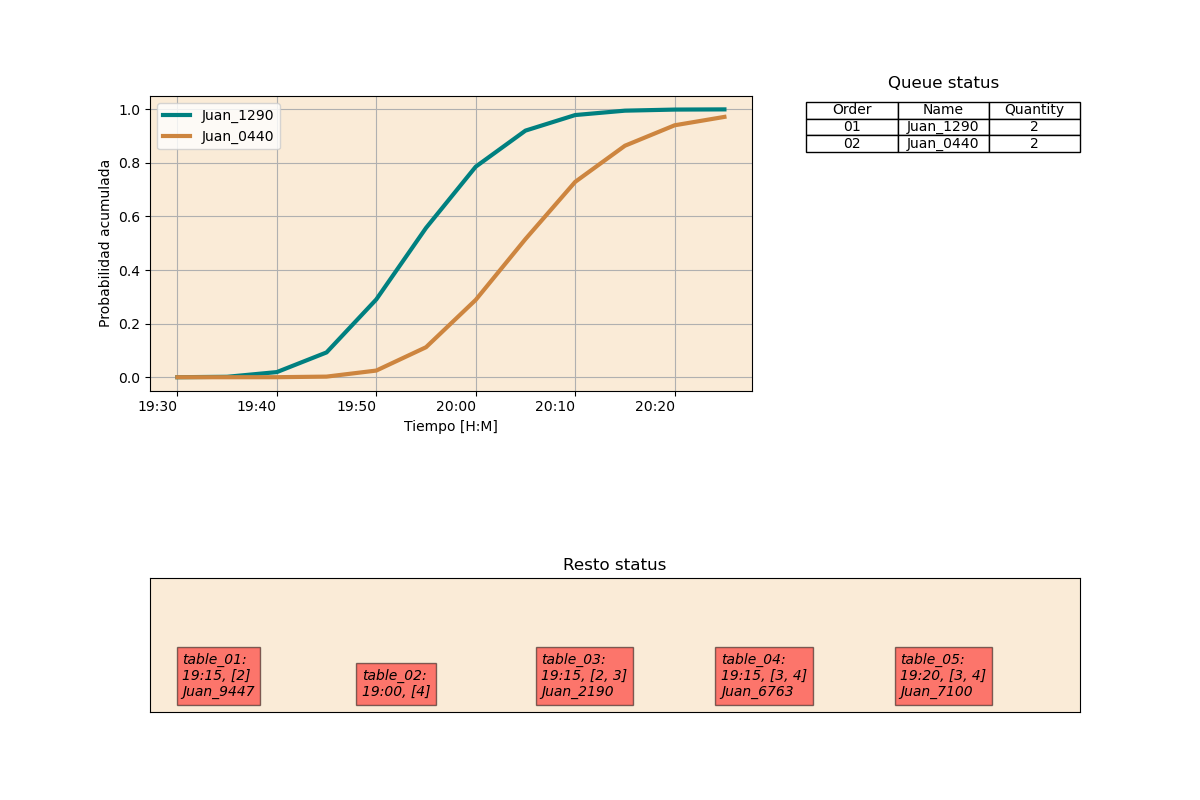 Queue status
Order Name Quantity
01 Juan_1290 2
02 Juan_0440 2
Juan_1290
Juan_0440
Probabilidad acumulada
1.0
0.8
0.6
0.4
0.2
0.0
19:30 19:40 19:50 20:00 20:10 20:20
Tiempo [H:M]
Resto status
table_01:
19:15, [2]
Juan_9447
table_02:
19:00, [4]
table_03:
19:15, [2, 3]
Juan_2190
table_04:
19:15, [3, 4]
Juan_6763
table_05:
19:20, [3, 4]
Juan_7100